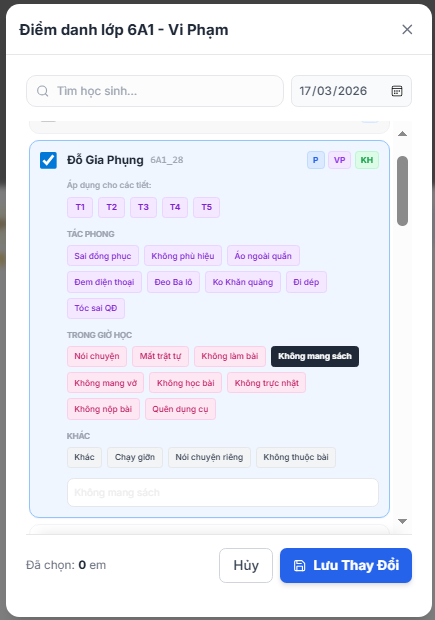 Điểm danh lớp 6A1 - Vi Phạm
Tìm học sinh...
17/03/2026
Đỗ Gia Phụng 6A1_28 P VP KH
Áp dụng cho các tiết:
T1 T2 T3 T4 T5
TÁC PHONG
Sai đồng phục Không phù hiệu Áo ngoài quần
Đem điện thoại Đeo Ba lô Ko Khăn quàng Đi dép
Tóc sai QĐ
TRONG GIỜ HỌC
Nói chuyện Mất trật tự Không làm bài Không mang sách
Không mang vở Không học bài Không trực nhật
Không nộp bài Quên dụng cụ
KHÁC
Khác Chạy giỡn Nói chuyện riêng Không thuộc bài
Không mang sách
Đã chọn: 0 em
Hủy
Lưu Thay Đổi